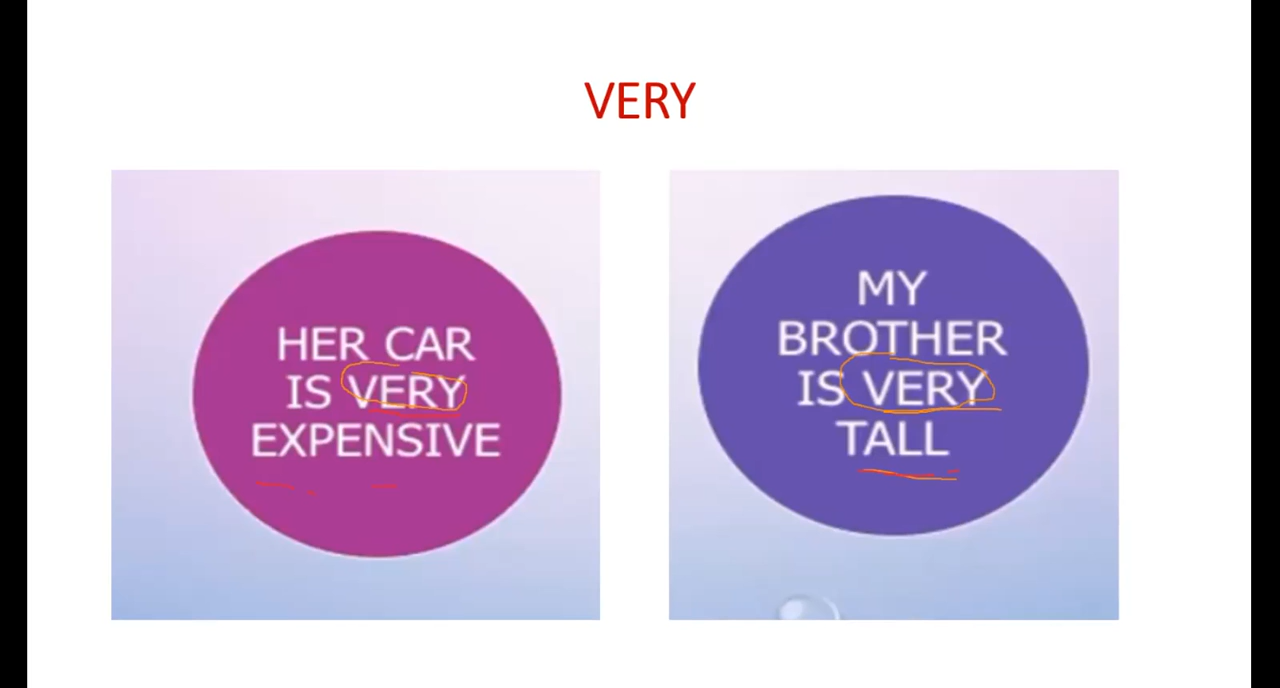 VERY
HER CAR
IS VERY
EXPENSIVE
MY
BROTHER
IS VERY
TALL